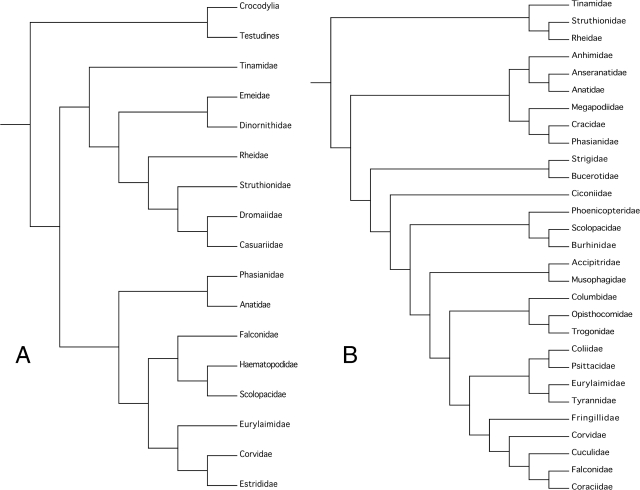 Crocodylia
Testudines
Tinamidae
Emeidae
Dinornithidae
Rheidae
Struthionidae
Dromaiidae
Casuariidae
Phasianidae
Anatidae
Falconidae
Haematopodidae
Scolopacidae
Eurylaimidae
Corvidae
Estrididae
A
Tinamidae
Struthionidae
Rheidae
Anhimidae
Anseranatidae
Anatidae
Megapodiidae
Cracidae
Phasianidae
Strigidae
Bucerotidae
Ciconiidae
Phoenicopteridae
Scolopacidae
Burhinidae
Accipitridae
Musophagidae
Columbidae
Opisthocomidae
Trogonidae
Coliidae
Psittacidae
Eurylaimidae
Tyrannidae
Fringillidae
Corvidae
Cuculidae
Falconidae
Coraciidae
B